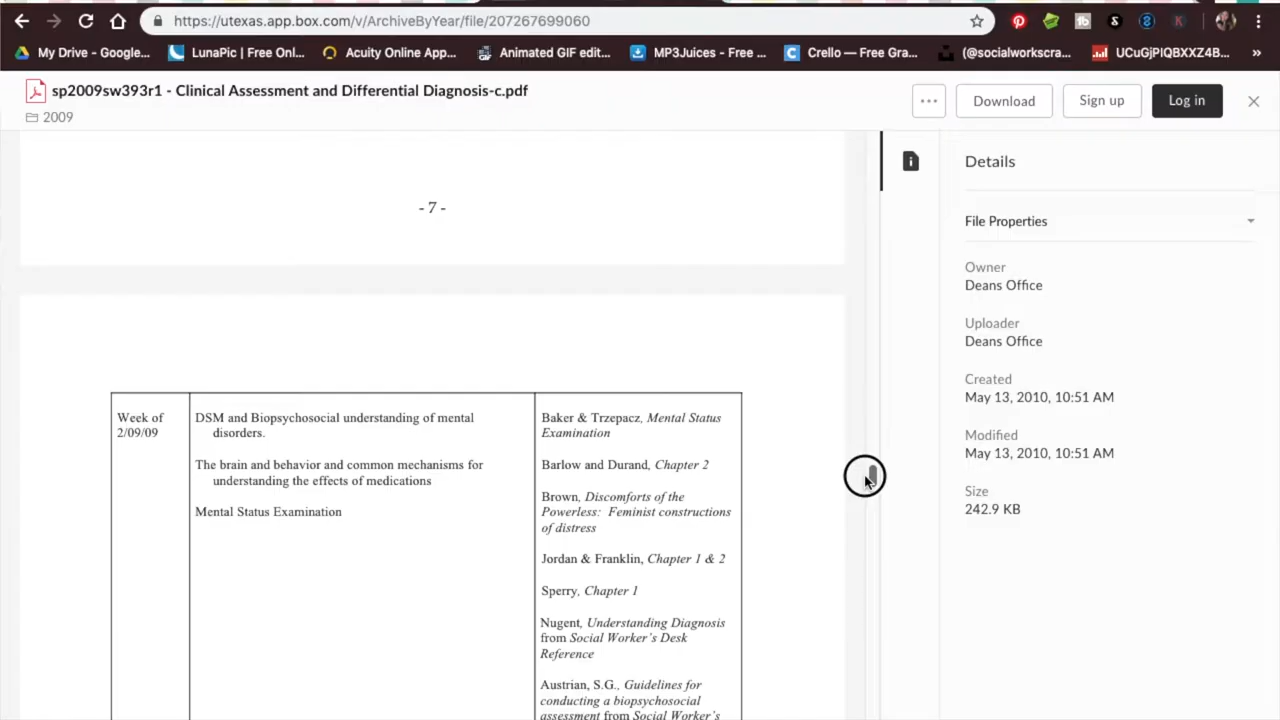 https://utexas.app.box.com/v/ArchiveByYear/file/207267699060
My Drive - Google...
LunaPic | Free Onl...
Acuity Online App...
Animated GIF edit...
MP3Juices - Free ...
Crello — Free Gra...
(@socialworkscra...
UCuGjPIQBXXZ4B...
»
sp2009sw393r1 - Clinical Assessment and Differential Diagnosis-c.pdf
2009
Download
Sign up
Log in
- 7 -
Week of
2/09/09
DSM and Biopsychosocial understanding of mental
disorders.
The brain and behavior and common mechanisms for
understanding the effects of medications
Mental Status Examination
Baker & Trzepacz, Mental Status
Examination
Barlow and Durand, Chapter 2
Brown, Discomforts of the
Powerless: Feminist constructions
of distress
Jordan & Franklin, Chapter 1 & 2
Sperry, Chapter 1
Nugent, Understanding Diagnosis
from Social Worker's Desk
Reference
Austrian, S.G., Guidelines for
conducting a biopsychosocial
assessment from Social Worker's
Details
File Properties
Owner
Deans Office
Uploader
Deans Office
Created
May 13, 2010, 10:51 AM
Modified
May 13, 2010, 10:51 AM
Size
242.9 KB